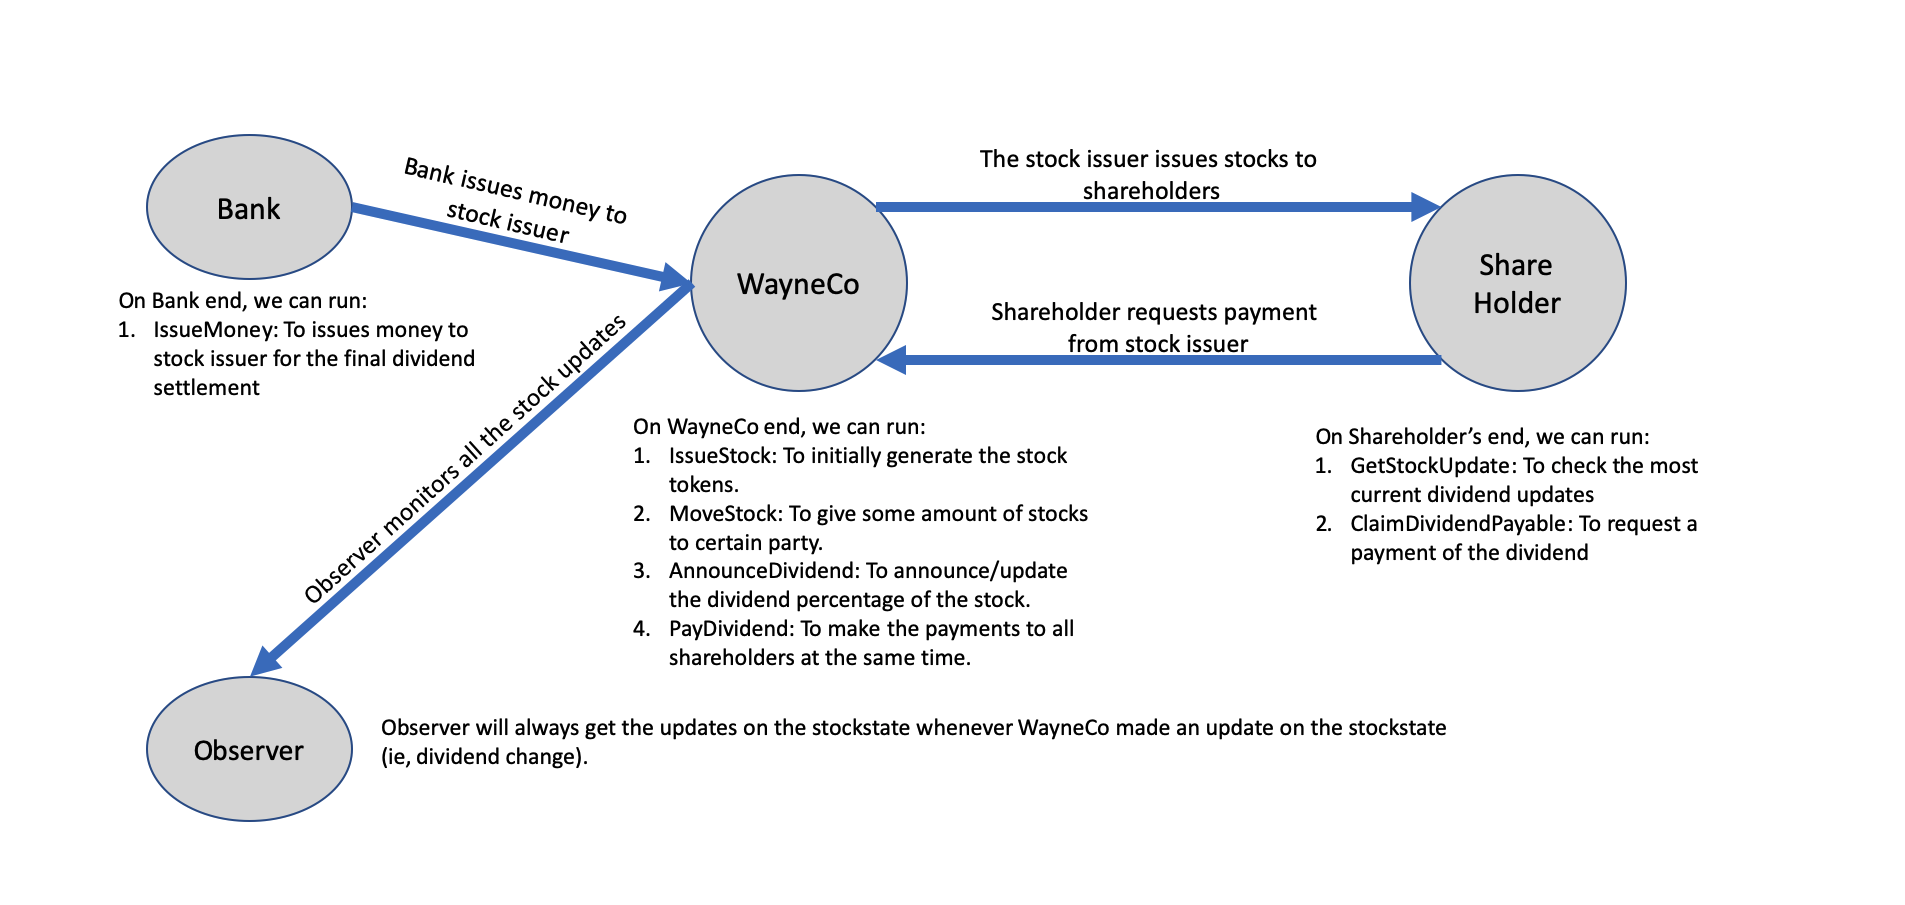 Bank
Bank issues money to
stock issuer
On Bank end, we can run:
1. IssueMoney: To issues money to
stock issuer for the final dividend
settlement
Observer monitors all the stock updates
WayneCo
The stock issuer issues stocks to
shareholders
Shareholder requests payment
from stock issuer
Share
Holder
On WayneCo end, we can run:
1. IssueStock: To initially generate the stock
tokens.
2. MoveStock: To give some amount of stocks
to certain party.
3. AnnounceDividend: To announce/update
the dividend percentage of the stock.
4. PayDividend: To make the payments to all
shareholders at the same time.
On Shareholder’s end, we can run:
1. GetStockUpdate: To check the most
current dividend updates
2. ClaimDividendPayable: To request a
payment of the dividend
Observer
Observer will always get the updates on the stockstate whenever WayneCo made an update on the stockstate
(ie, dividend change).